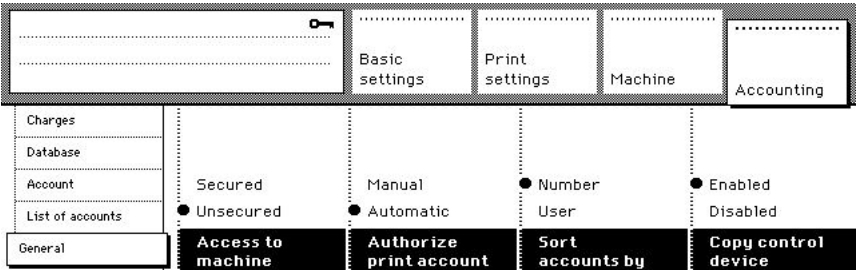 Basic
settings
Print
settings
Machine
Accounting
Charges
Database
Account
List of accounts
General
Secured
Unsecured
Access to
machine
Manual
Automatic
Authorize
print account
Number
User
Sort
accounts by
Enabled
Disabled
Copy control
device